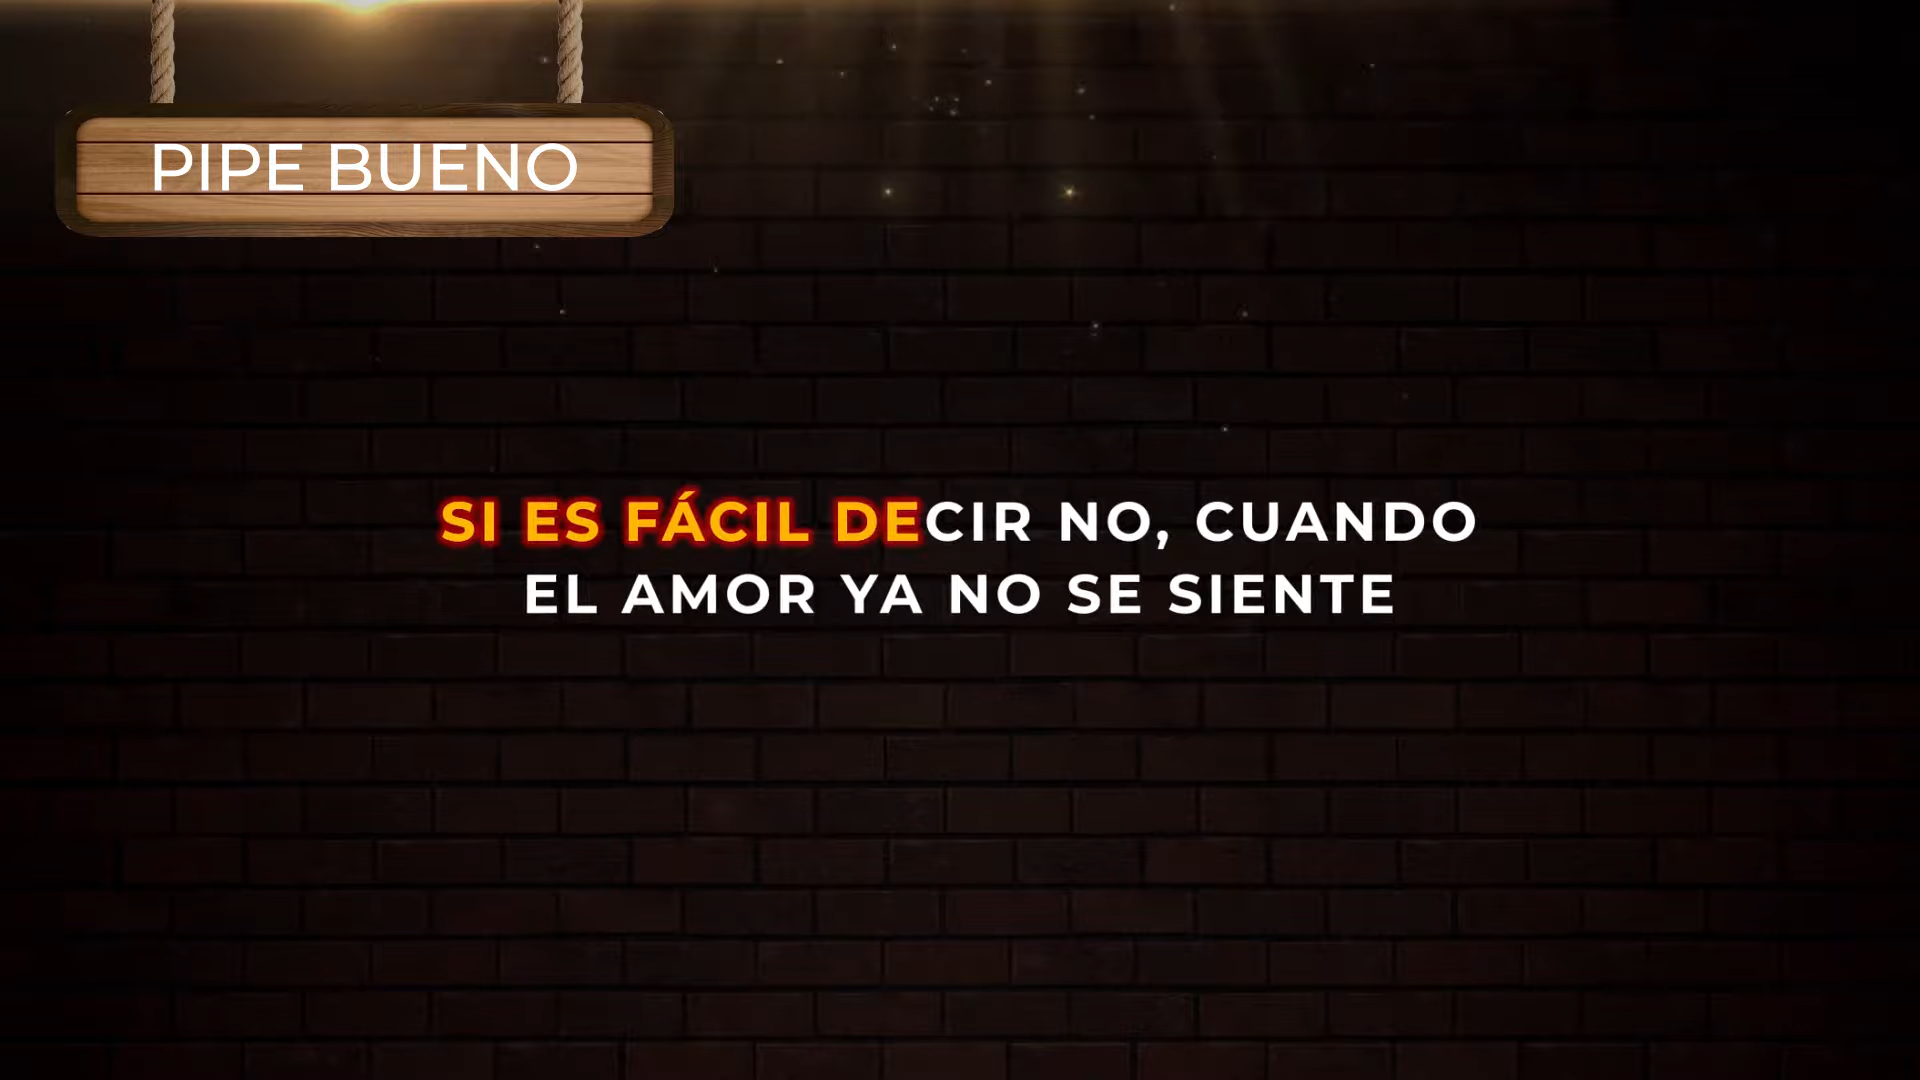 PIPE BUENO
SI ES FÁCIL DECIR NO, CUANDO
EL AMOR YA NO SE SIENTE